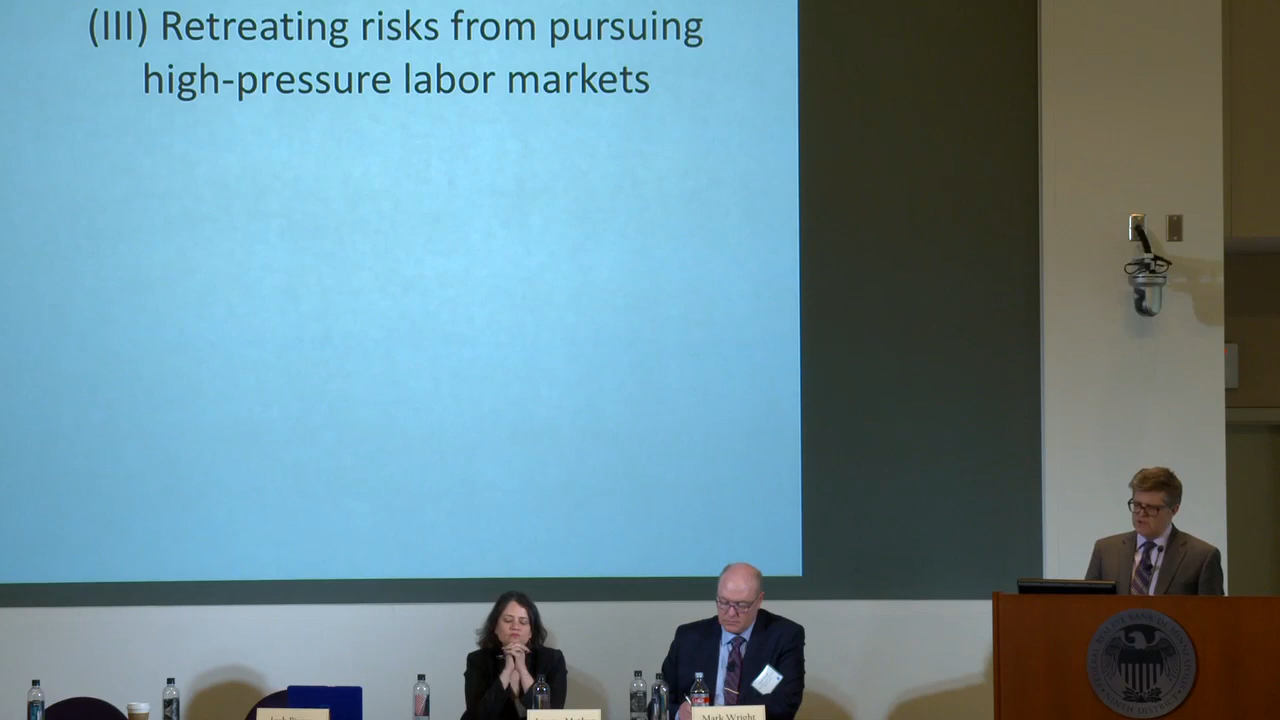 (III) Retreating risks from pursuing
high-pressure labor markets
Mark Wright